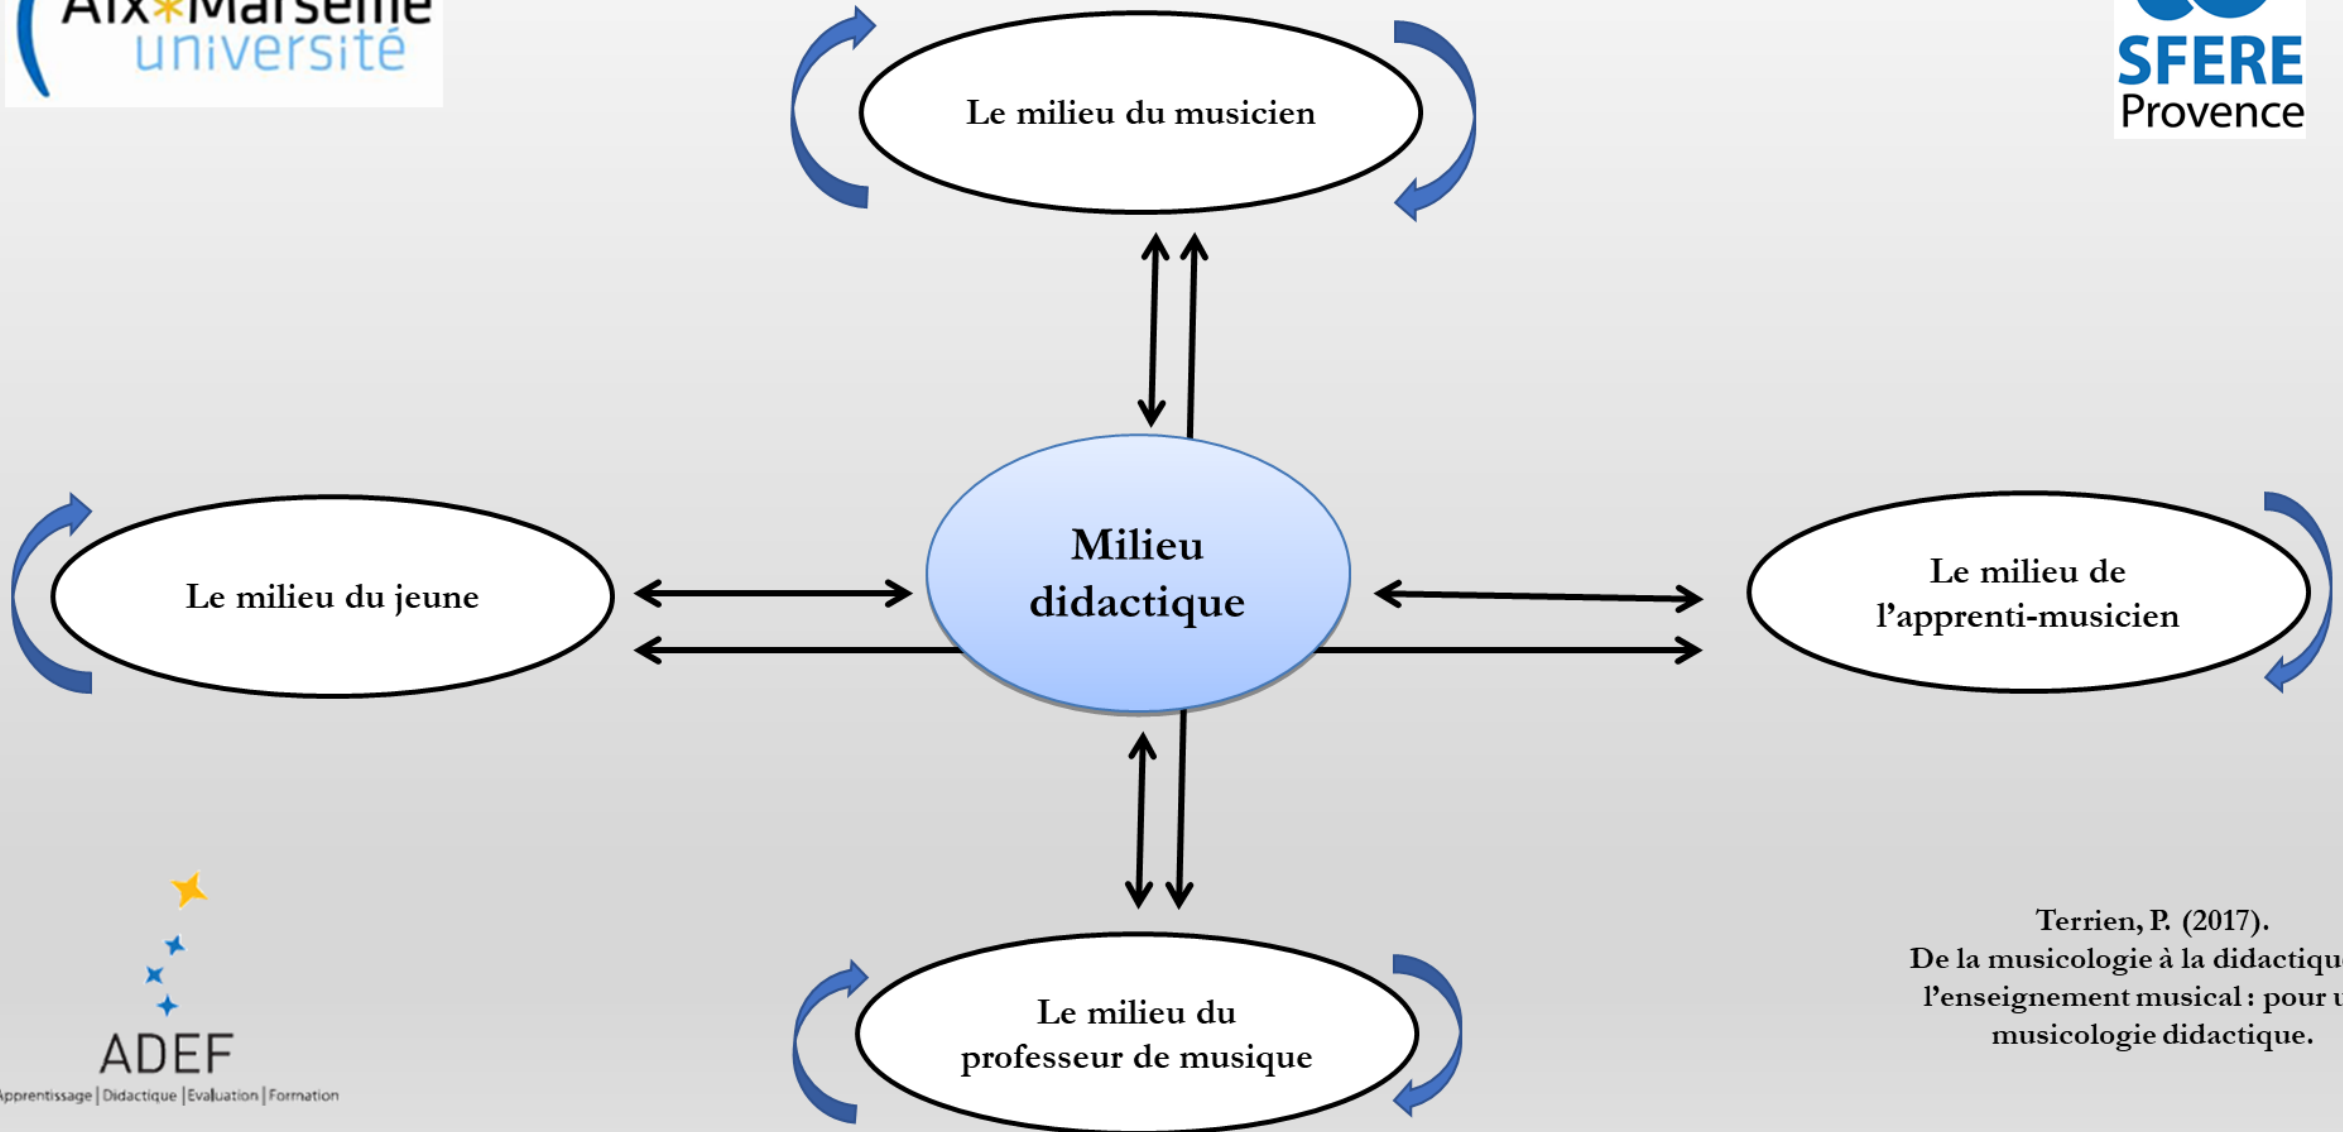 Aix*Marseille
université
SFERE
Provence
Le milieu du musicien
Milieu
didactique
Le milieu du jeune
Le milieu de
l’apprenti-musicien
Le milieu du
professeur de musique
Terrien, P. (2017).
De la musicologie à la didactique
l’enseignement musical : pour u
musicologie didactique.
ADEF
Apprentissage | Didactique | Evaluation | Formation